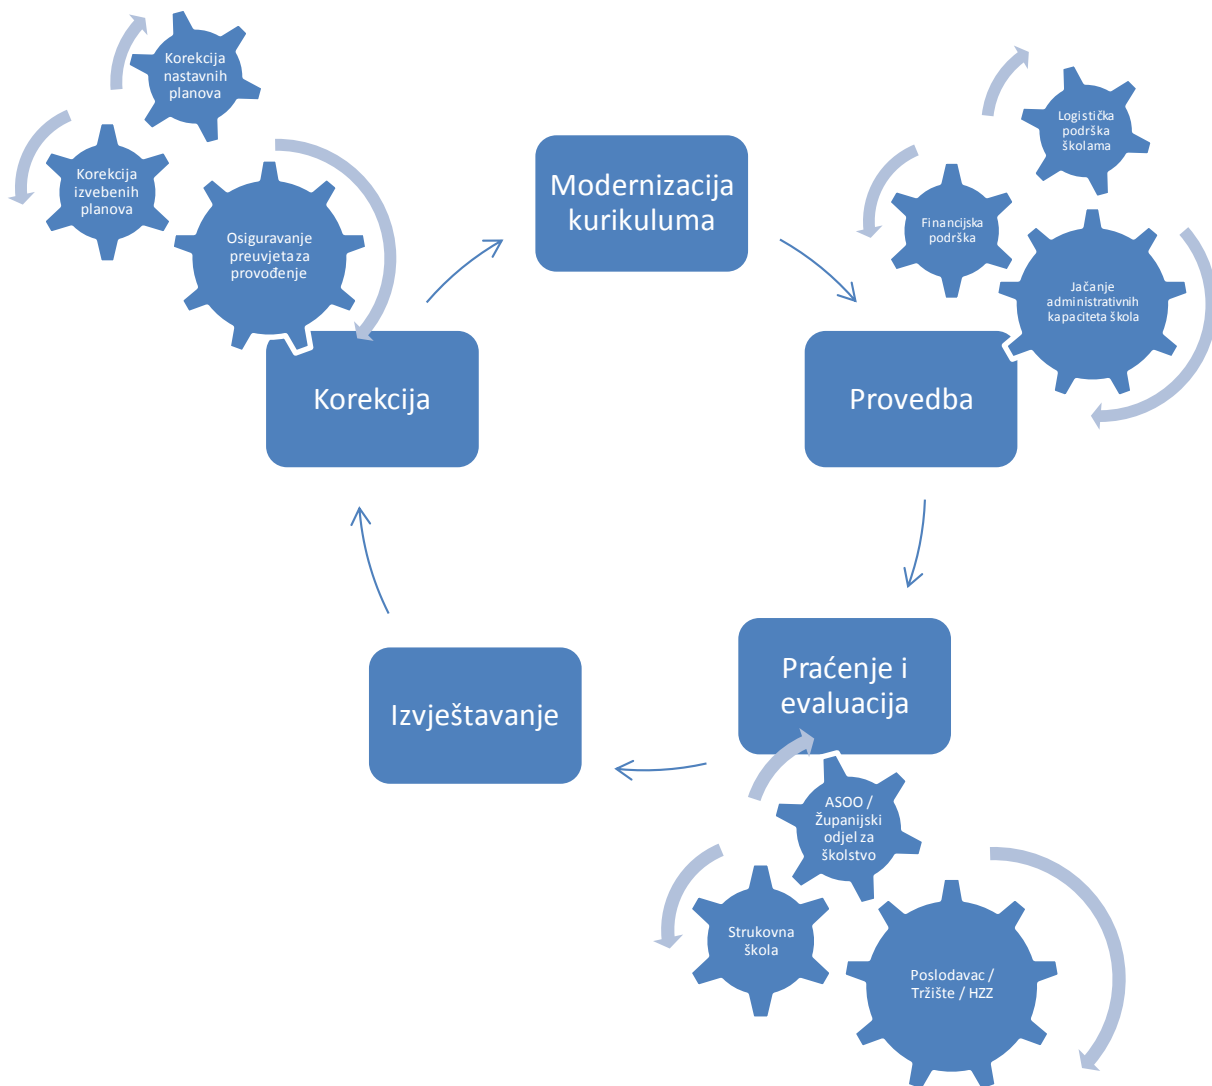 Korekcija
nastavnih
planova
Korekcija
izvebenih
planova
Osiguravanje
preuvjeta za
provođenje
Modernizacija
kurikuluma
Logistička
podrška
školama
Financijska
podrška
Jačanje
administrativnih
kapaciteta škola
Korekcija
Provedba
Izvještavanje
Praćenje i
evaluacija
ASOO /
Županijski
odjel za
školstvo
Strukovna
škola
Poslodavac /
Tržište / HZZ